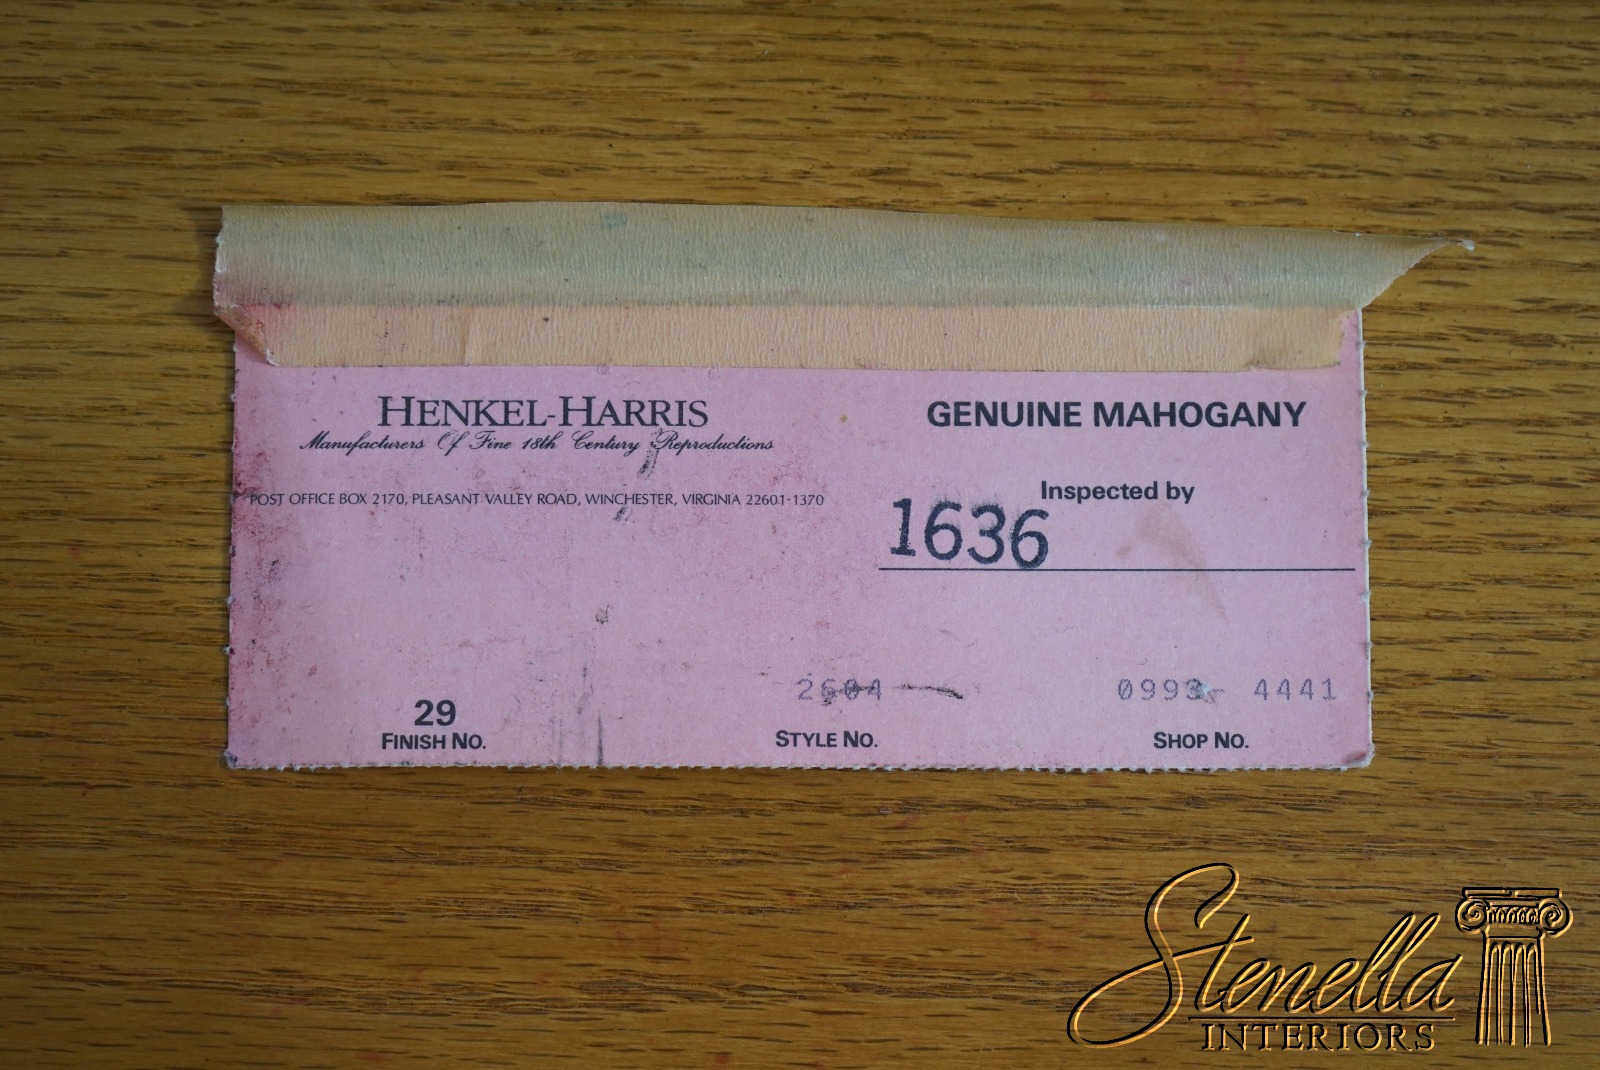 HENKEL-HARRIS
Manufacturers Of Fine 18th Century Reproductions
POST OFFICE BOX 2170, PLEASANT VALLEY ROAD, WINCHESTER, VIRGINIA 22601-1370
GENUINE MAHOGANY
Inspected by
1636
29
FINISH NO.
2604
STYLE NO.
0993- 4441
SHOP NO.
Stenella
INTERIORS